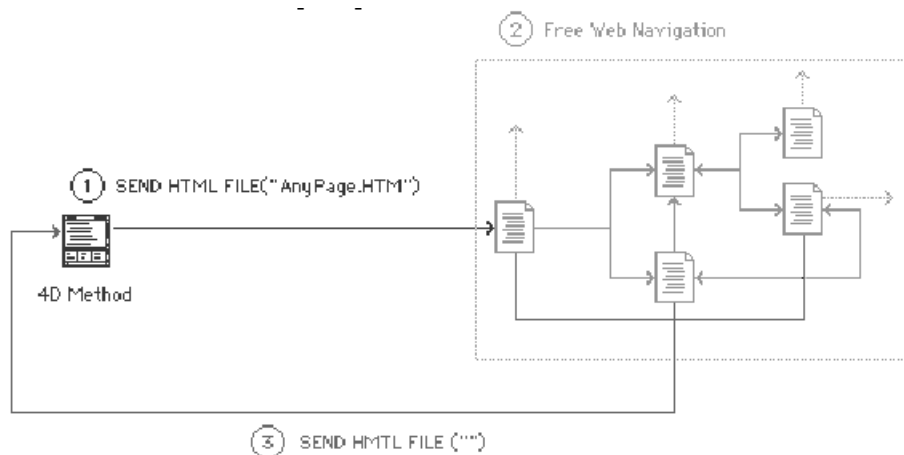 2 Free Web Navigation
1 SEND HTML FILE("AnyPage.HTM")
4D Method
3 SEND HMTL FILE ("")